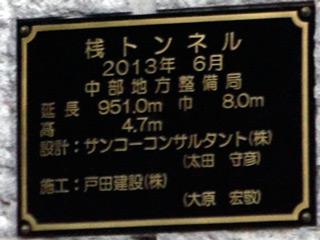 桟トンネル
2013年 6月
中部地方整備局
延長 951.0m 巾 8.0m
高 4.7m
設計：サンコーコンサルタント(株)
(太田 守彦)
施工：戸田建設(株)
(大原 宏敬)